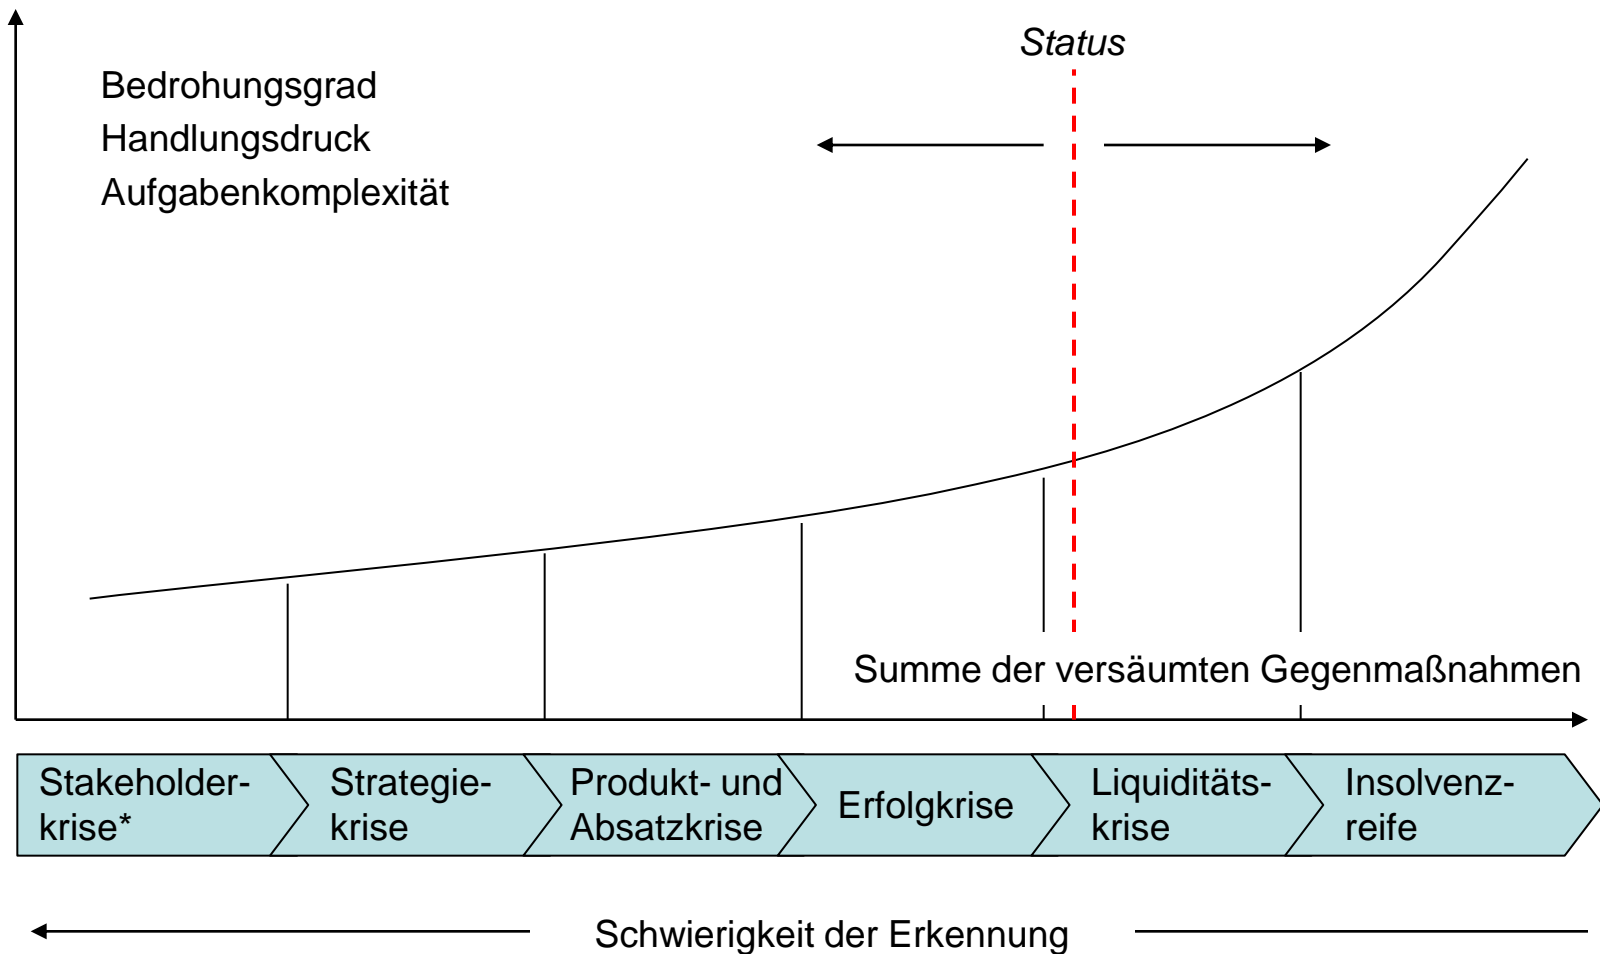 Status
Bedrohungsgrad
Handlungsdruck
Aufgabenkomplexität
Summe der versäumten Gegenmaßnahmen
Stakeholder-
krise*
Strategie-
krise
Produkt- und
Absatzkrise
Erfolgkrise
Liquiditäts-
krise
Insolvenz-
reife
Schwierigkeit der Erkennung